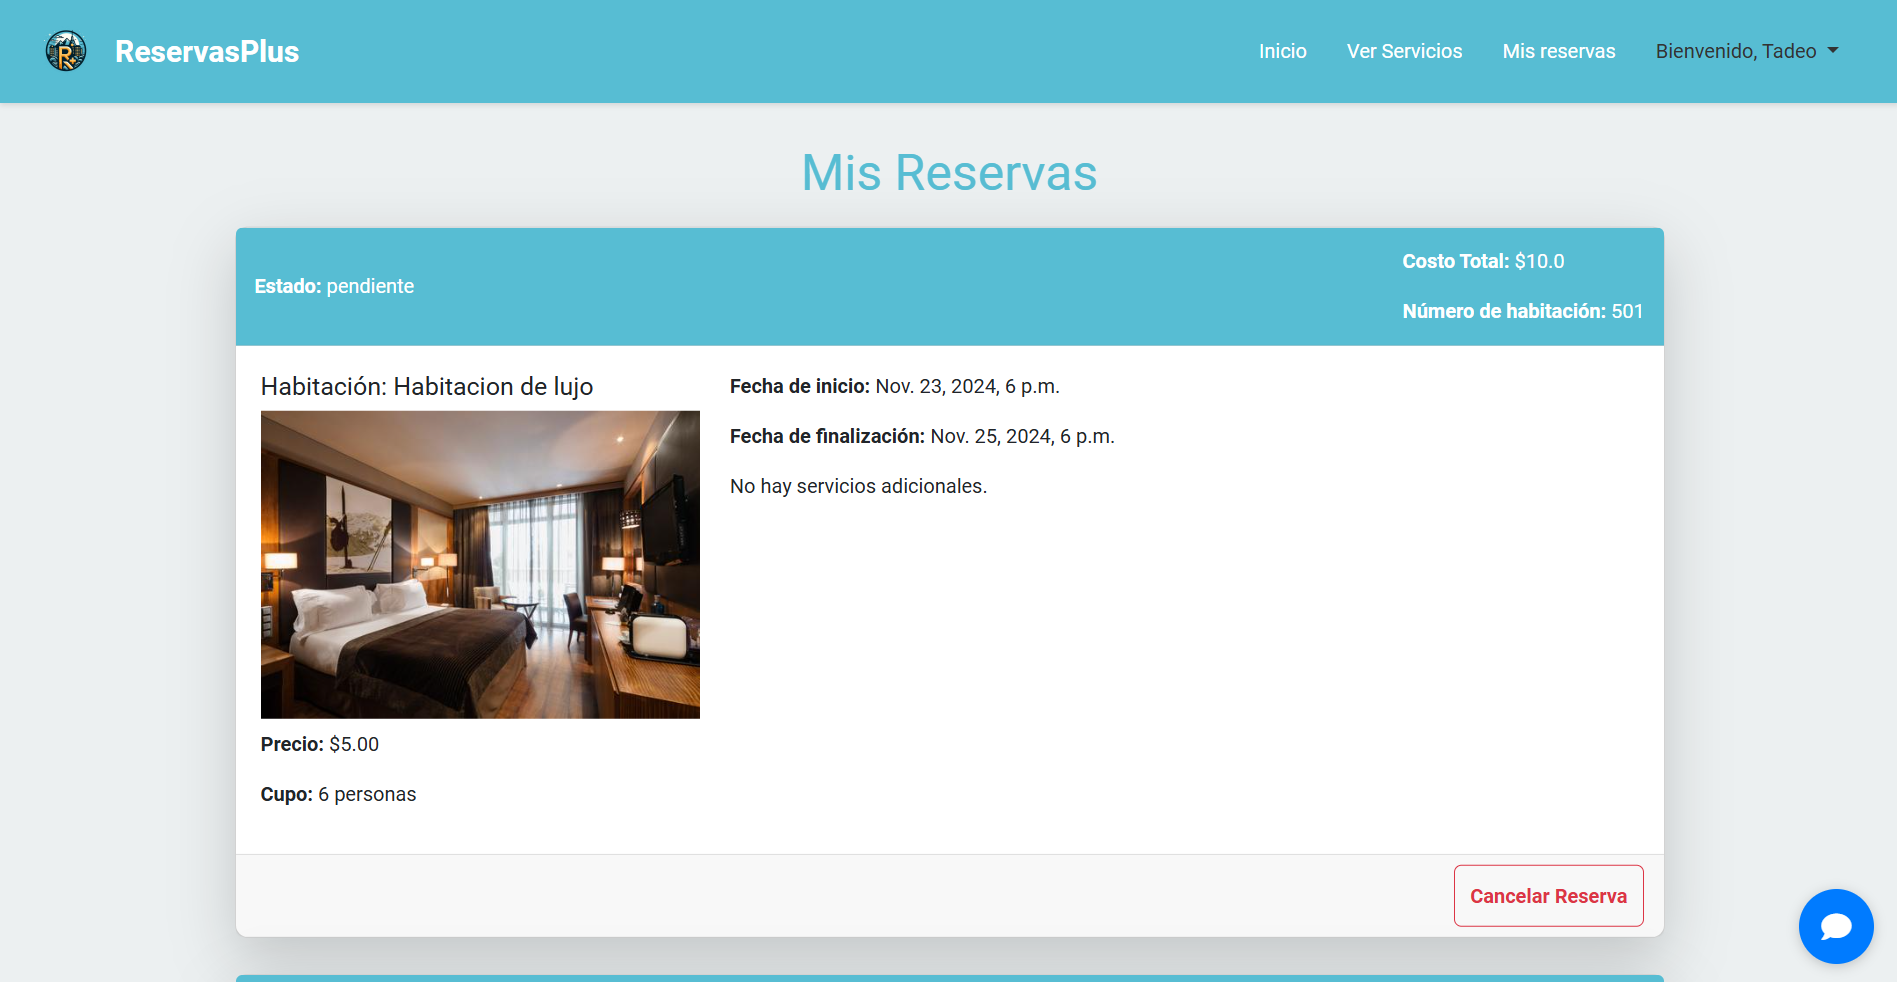 ReservasPlus
Inicio
Ver Servicios
Mis reservas
Bienvenido, Tadeo
Mis Reservas
Estado: pendiente
Costo Total: $10.0
Número de habitación: 501
Habitación: Habitacion de lujo
Fecha de inicio: Nov. 23, 2024, 6 p.m.
Fecha de finalización: Nov. 25, 2024, 6 p.m.
No hay servicios adicionales.
Precio: $5.00
Cupo: 6 personas
Cancelar Reserva